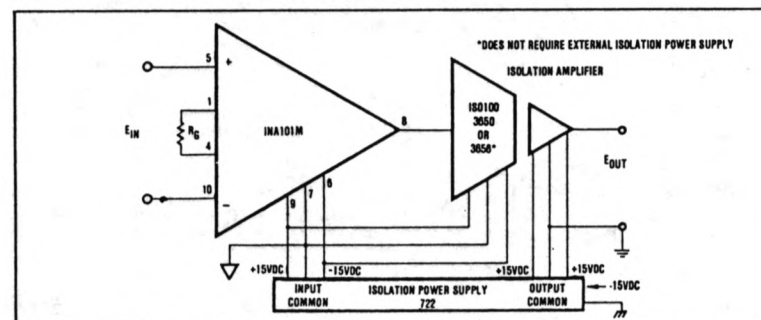 *DOES NOT REQUIRE EXTERNAL ISOLATION POWER SUPPLY
ISOLATION AMPLIFIER
5
+
1
EIN
RG
4
INA101M
8
ISO100
3650
OR
3656*
EOUT
10
−
6
7
9
+15VDC
-15VDC
+15VDC
+15VDC
-15VDC
INPUT
COMMON
ISOLATION POWER SUPPLY
722
OUTPUT
COMMON